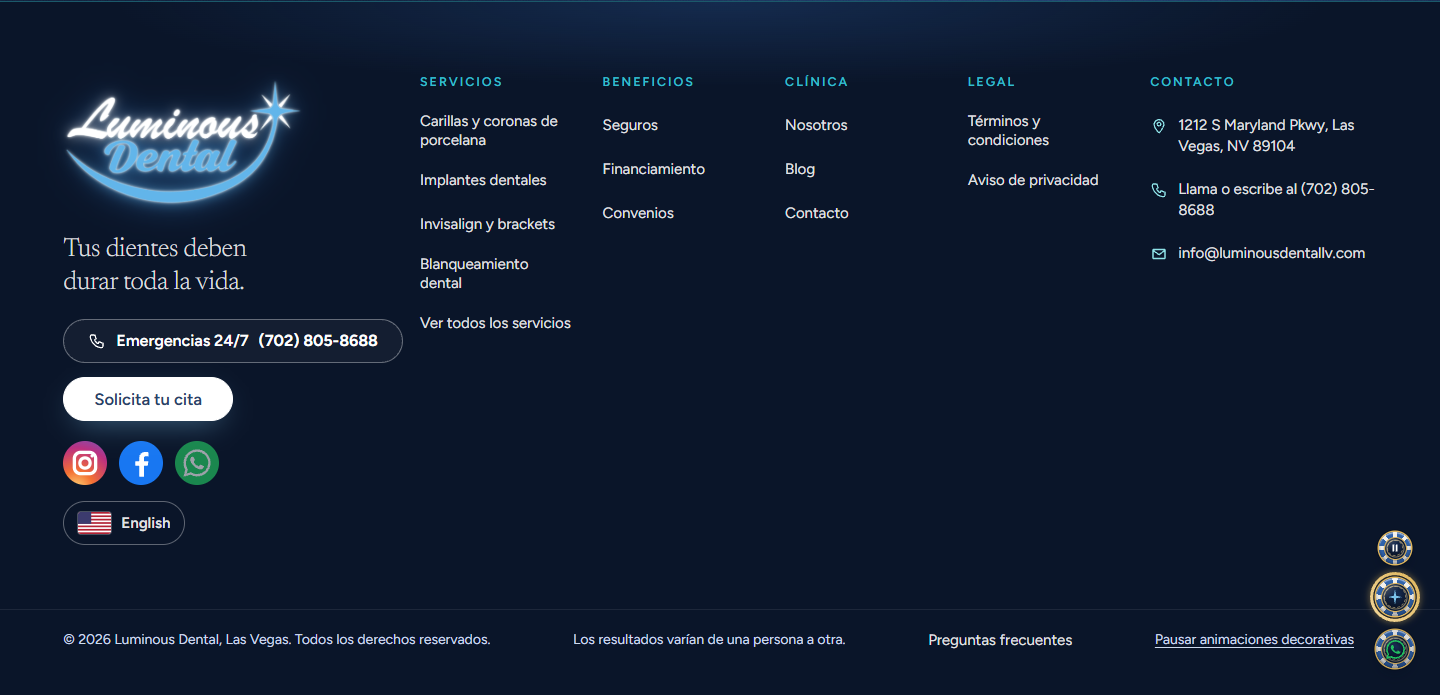 Luminous
Dental
Tus dientes deben
durar toda la vida.
Emergencias 24/7 (702) 805-8688
Solicita tu cita
English
SERVICIOS
Carillas y coronas de
porcelana
Implantes dentales
Invisalign y brackets
Blanqueamiento
dental
Ver todos los servicios
BENEFICIOS
Seguros
Financiamiento
Convenios
CLÍNICA
Nosotros
Blog
Contacto
LEGAL
Términos y
condiciones
Aviso de privacidad
CONTACTO
1212 S Maryland Pkwy, Las
Vegas, NV 89104
Llama o escribe al (702) 805-
8688
info@luminousdentallv.com
© 2026 Luminous Dental, Las Vegas. Todos los derechos reservados.
Los resultados varían de una persona a otra.
Preguntas frecuentes
Pausar animaciones decorativas